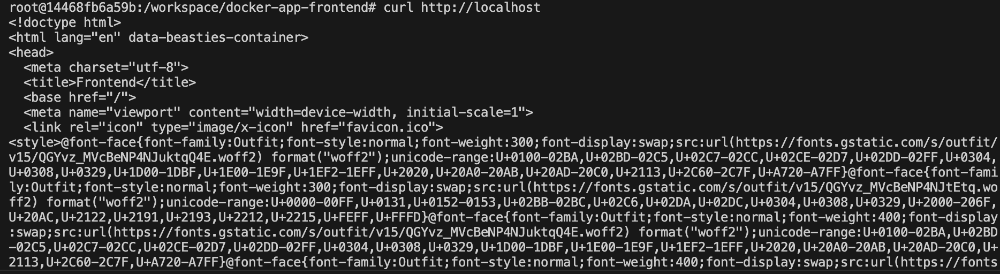 root@14468fb6a59b:/workspace/docker-app-frontend# curl http://localhost
<!doctype html>
<html lang="en" data-beasties-container>
<head>
  <meta charset="utf-8">
  <title>Frontend</title>
  <base href="/">
  <meta name="viewport" content="width=device-width, initial-scale=1">
  <link rel="icon" type="image/x-icon" href="favicon.ico">
<style>@font-face{font-family:Outfit;font-style:normal;font-weight:300;font-display:swap;src:url(https://fonts.gstatic.com/s/outfit/
v15/QGYvz_MVcBeNP4NJuktqQ4E.woff2) format("woff2");unicode-range:U+0100-02BA,U+02BD-02C5,U+02C7-02CC,U+02CE-02D7,U+02DD-02FF,U+0304,
U+0308,U+0329,U+1D00-1DBF,U+1E00-1E9F,U+1EF2-1EFF,U+2020,U+20A0-20AB,U+20AD-20C0,U+2113,U+2C60-2C7F,U+A720-A7FF}@font-face{font-fami
ly:Outfit;font-style:normal;font-weight:300;font-display:swap;src:url(https://fonts.gstatic.com/s/outfit/v15/QGYvz_MVcBeNP4NJtEtq.wo
ff2) format("woff2");unicode-range:U+0000-00FF,U+0131,U+0152-0153,U+02BB-02BC,U+02C6,U+02DA,U+02DC,U+0304,U+0308,U+0329,U+2000-206F,
U+20AC,U+2122,U+2191,U+2193,U+2212,U+2215,U+FEFF,U+FFFD}@font-face{font-family:Outfit;font-style:normal;font-weight:400;font-display
:swap;src:url(https://fonts.gstatic.com/s/outfit/v15/QGYvz_MVcBeNP4NJuktqQ4E.woff2) format("woff2");unicode-range:U+0100-02BA,U+02BD
-02C5,U+02C7-02CC,U+02CE-02D7,U+02DD-02FF,U+0304,U+0308,U+0329,U+1D00-1DBF,U+1E00-1E9F,U+1EF2-1EFF,U+2020,U+20A0-20AB,U+20AD-20C0,U+
2113,U+2C60-2C7F,U+A720-A7FF}@font-face{font-family:Outfit;font-style:normal;font-weight:400;font-display:swap;src:url(https://fonts